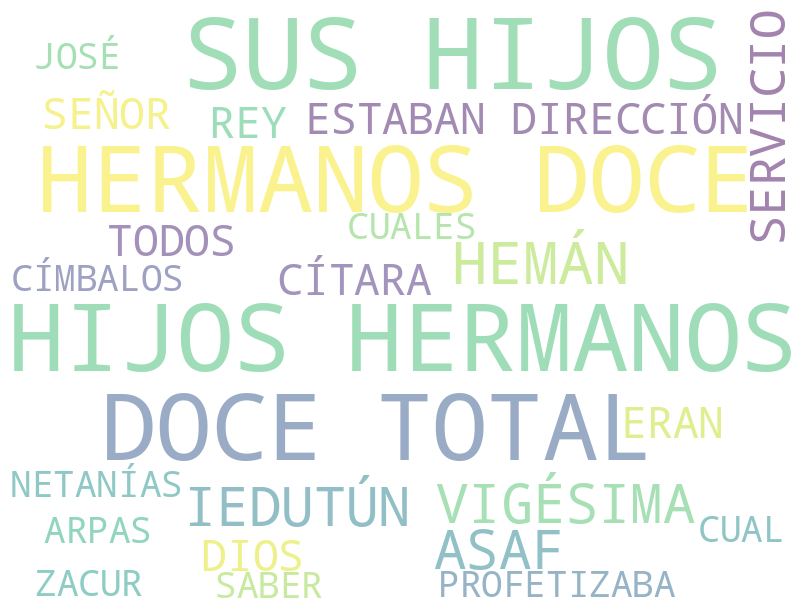 SUS HIJOS
JOSÉ
SERVICIO
SEÑOR
REY
ESTABAN DIRECCIÓN
HERMANOS DOCE
CUALES
TODOS
HEMÁN
CÍMBALOS
CÍTARA
HIJOS HERMANOS
DOCE TOTAL
ERAN
NETANÍAS
IEDUTÚN
VIGÉSIMA
ARPAS
CUAL
DIOS
ASAF
ZACUR
SABER
PROFETIZABA